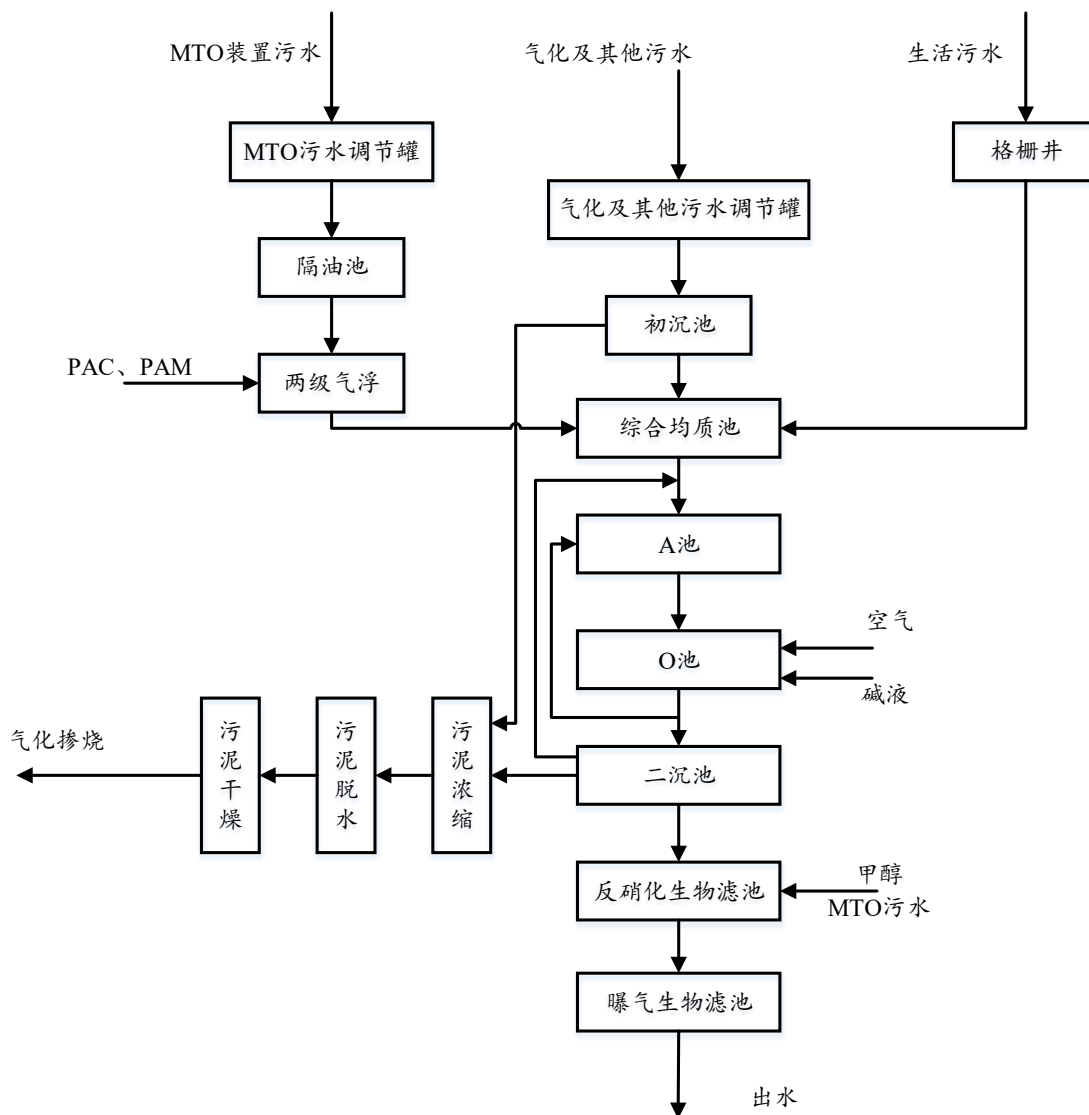 MTO装置污水
气化及其他污水
生活污水
MTO污水调节罐
格栅井
气化及其他污水调节罐
隔油池
初沉池
PAC、PAM
两级气浮
综合均质池
A池
空气
O池
碱液
气化掺烧
污泥干燥
污泥脱水
污泥浓缩
二沉池
反硝化生物滤池
甲醇
MTO污水
曝气生物滤池
出水